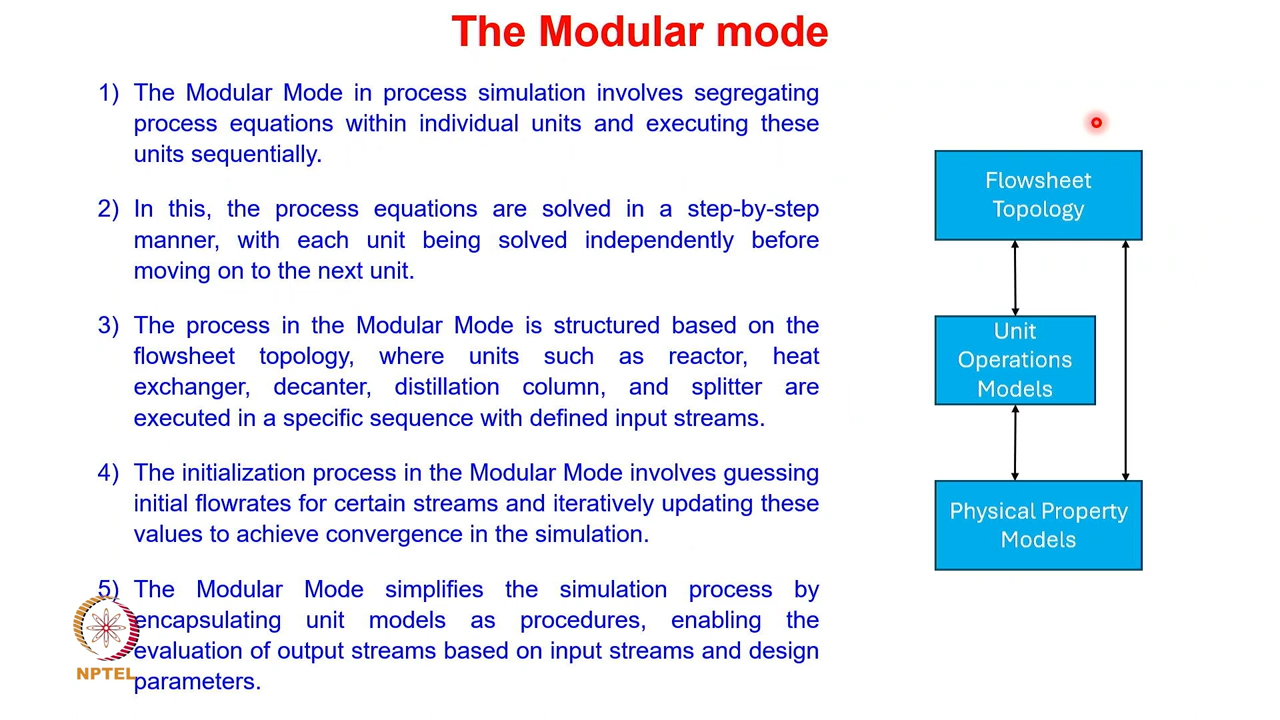 The Modular mode
1) The Modular Mode in process simulation involves segregating
process equations within individual units and executing these
units sequentially.
2) In this, the process equations are solved in a step-by-step
manner, with each unit being solved independently before
moving on to the next unit.
3) The process in the Modular Mode is structured based on the
flowsheet topology, where units such as reactor, heat
exchanger, decanter, distillation column, and splitter are
executed in a specific sequence with defined input streams.
4) The initialization process in the Modular Mode involves guessing
initial flowrates for certain streams and iteratively updating these
values to achieve convergence in the simulation.
5) The Modular Mode simplifies the simulation process by
encapsulating unit models as procedures, enabling the
evaluation of output streams based on input streams and design
parameters.
Flowsheet
Topology
Unit
Operations
Models
Physical Property
Models
NPTEL